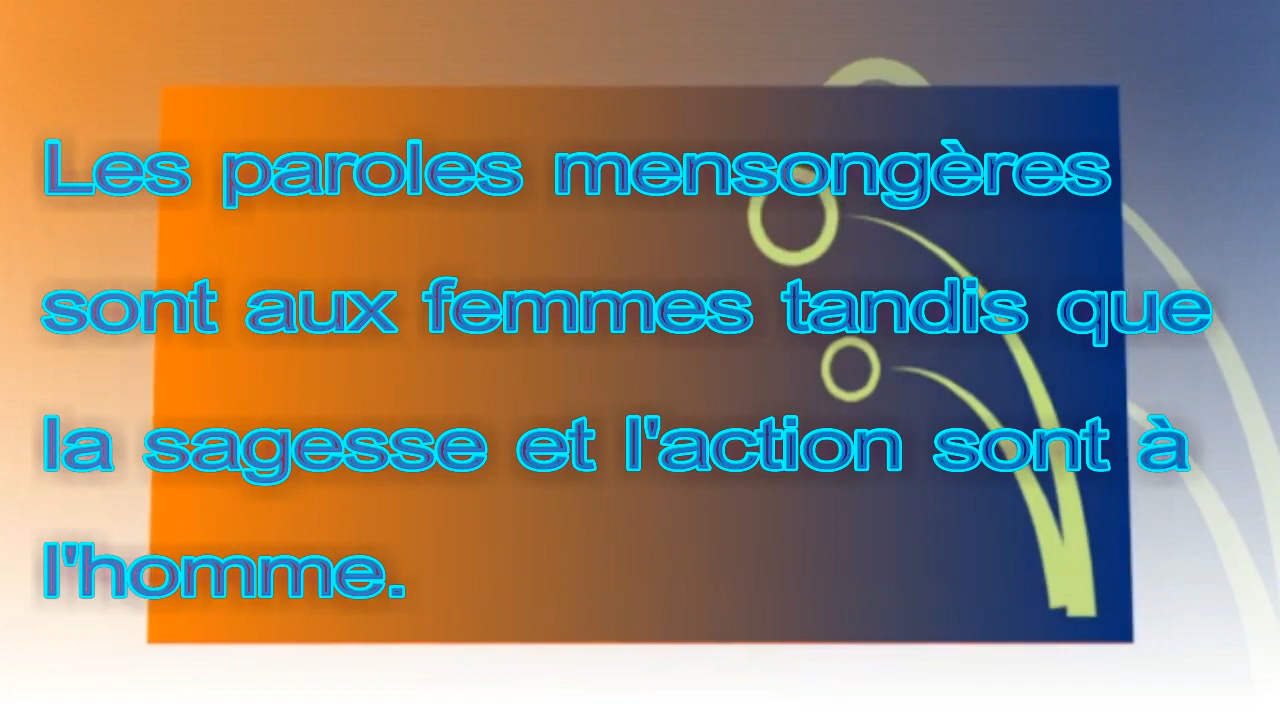 Les paroles mensongères
sont aux femmes tandis que
la sagesse et l'action sont à
l'homme.